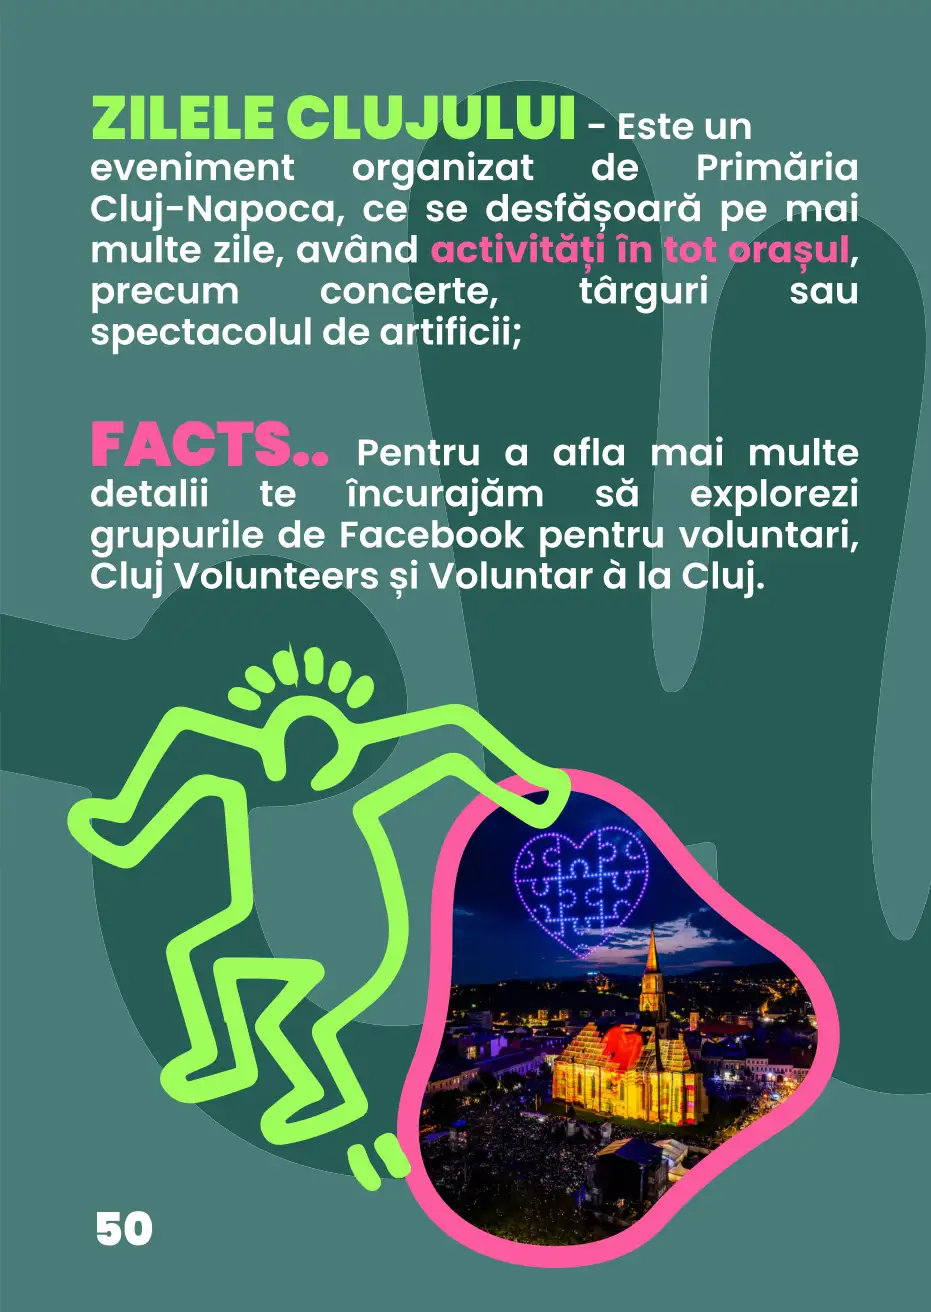 ZILELE CLUJULUI - Este un
eveniment organizat de Primăria
Cluj-Napoca, ce se desfășoară pe mai
multe zile, având activități în tot orașul,
precum concerte, târguri sau
spectacolul de artificii;
FACTS.. Pentru a afla mai multe
detalii te încurajăm să explorezi
grupurile de Facebook pentru voluntari,
Cluj Volunteers și Voluntar à la Cluj.
50